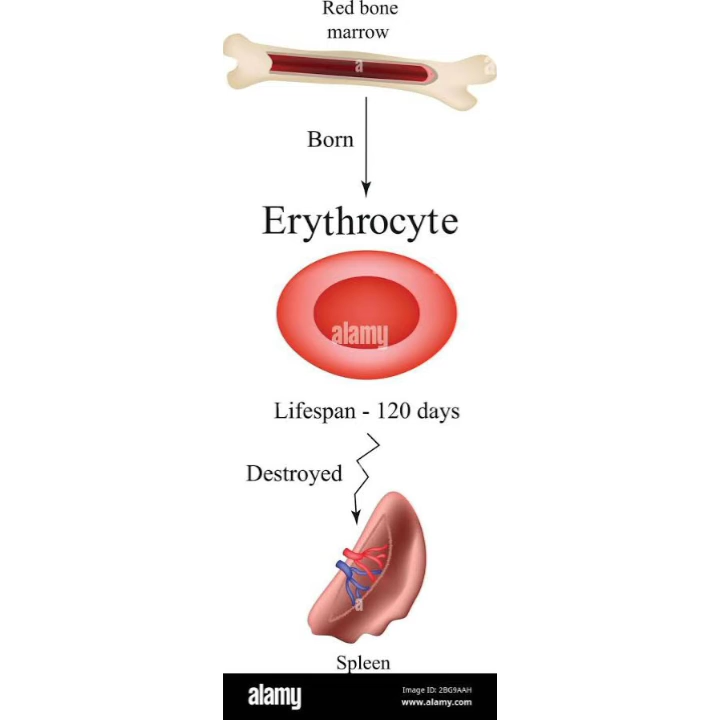 Red bone
marrow
a
Born
Erythrocyte
alamy
Lifespan - 120 days
Destroyed
a
Spleen
alamy
Image ID: 2BG9AAH
www.alamy.com